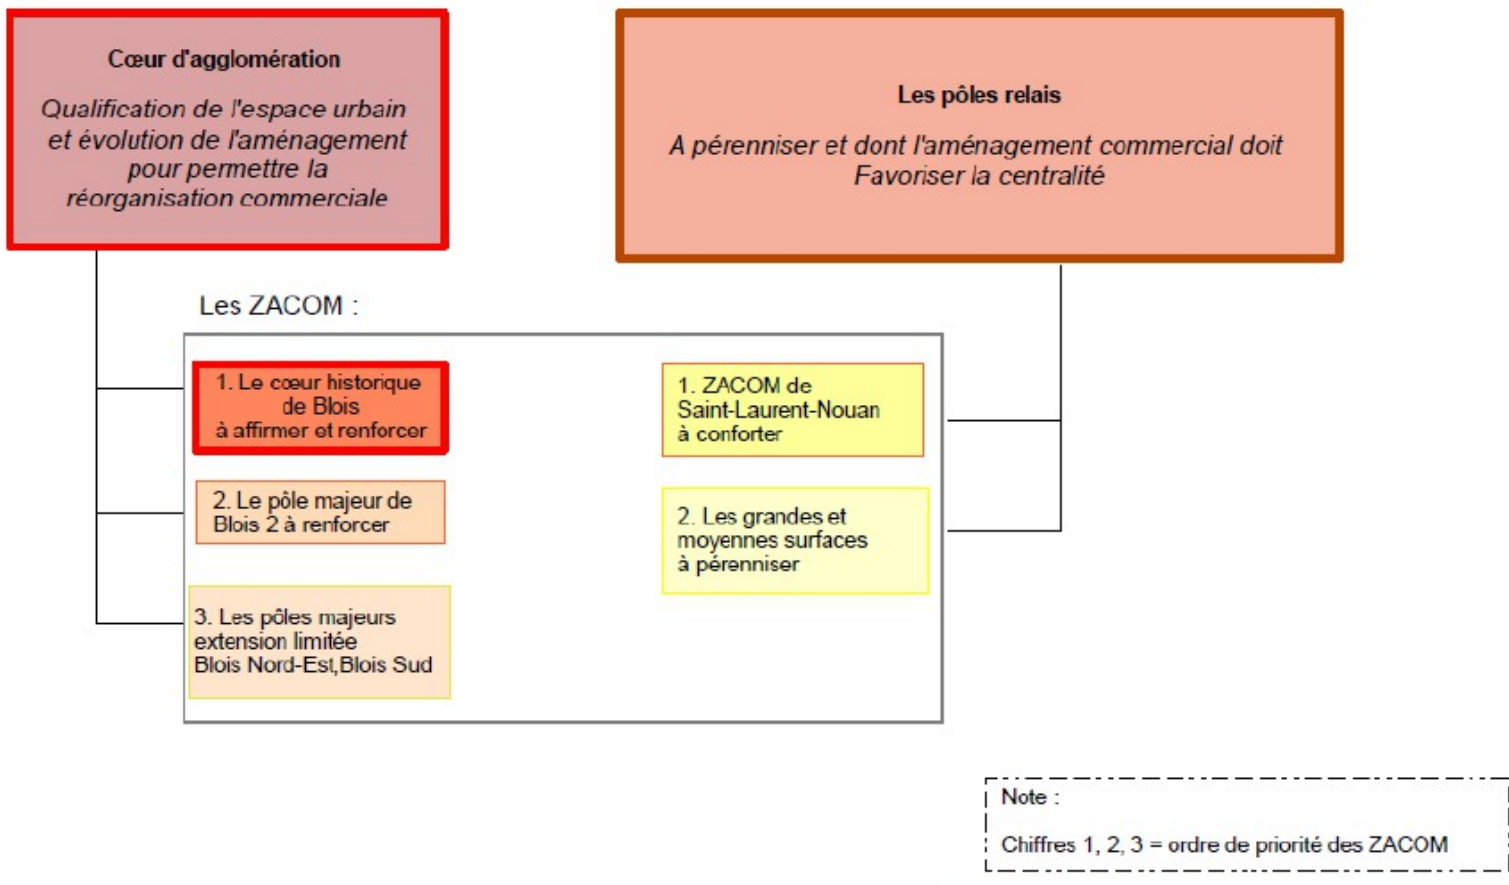 Cœur d'agglomération
Qualification de l'espace urbain
et évolution de l'aménagement
pour permettre la
réorganisation commerciale
Les pôles relais
A pérenniser et dont l'aménagement commercial doit
Favoriser la centralité
Les ZACOM :
1. Le cœur historique
de Blois
à affirmer et renforcer
2. Le pôle majeur de
Blois 2 à renforcer
3. Les pôles majeurs
extension limitée
Blois Nord-Est,Blois Sud
1. ZACOM de
Saint-Laurent-Nouan
à conforter
2. Les grandes et
moyennes surfaces
à pérenniser
Note :
Chiffres 1, 2, 3 = ordre de priorité des ZACOM